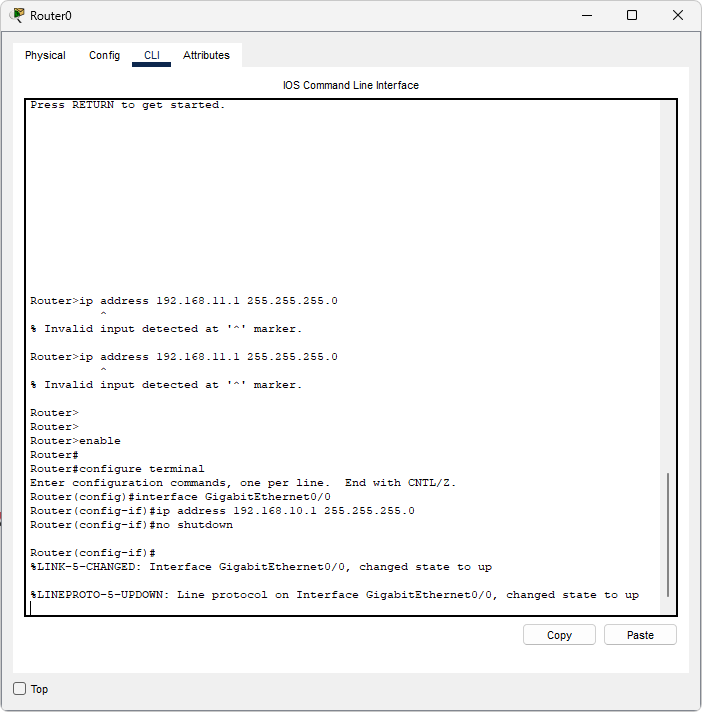 Router0
Physical Config CLI Attributes
IOS Command Line Interface
Press RETURN to get started.
Router>ip address 192.168.11.1 255.255.255.0
^
% Invalid input detected at '^' marker.
Router>ip address 192.168.11.1 255.255.255.0
^
% Invalid input detected at '^' marker.
Router>
Router>
Router>enable
Router#
Router#configure terminal
Enter configuration commands, one per line.  End with CNTL/Z.
Router(config)#interface GigabitEthernet0/0
Router(config-if)#ip address 192.168.10.1 255.255.255.0
Router(config-if)#no shutdown
Router(config-if)#
%LINK-5-CHANGED: Interface GigabitEthernet0/0, changed state to up
%LINEPROTO-5-UPDOWN: Line protocol on Interface GigabitEthernet0/0, changed state to up
Copy Paste
Top